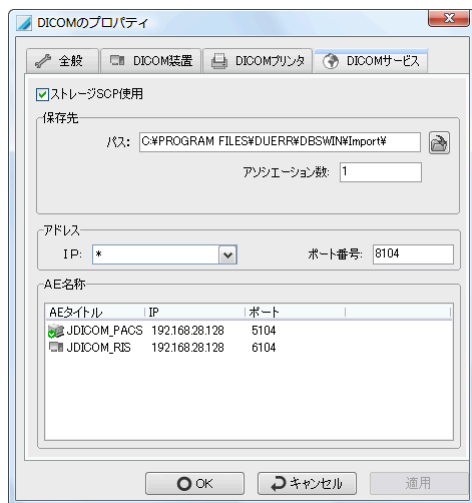 DICOMのプロパティ
全般 DICOM装置 DICOMプリンタ DICOMサービス
ストレージSCP使用
保存先
パス: C:¥PROGRAM FILES¥DUERR¥DBSWIN¥Import¥
アソシエーション数: 1
アドレス
IP: * ポート番号: 8104
AE名称
AEタイトル IP ポート
JDICOM_PACS 192.168.28.128 5104
JDICOM_RIS 192.168.28.128 6104
OK キャンセル 適用